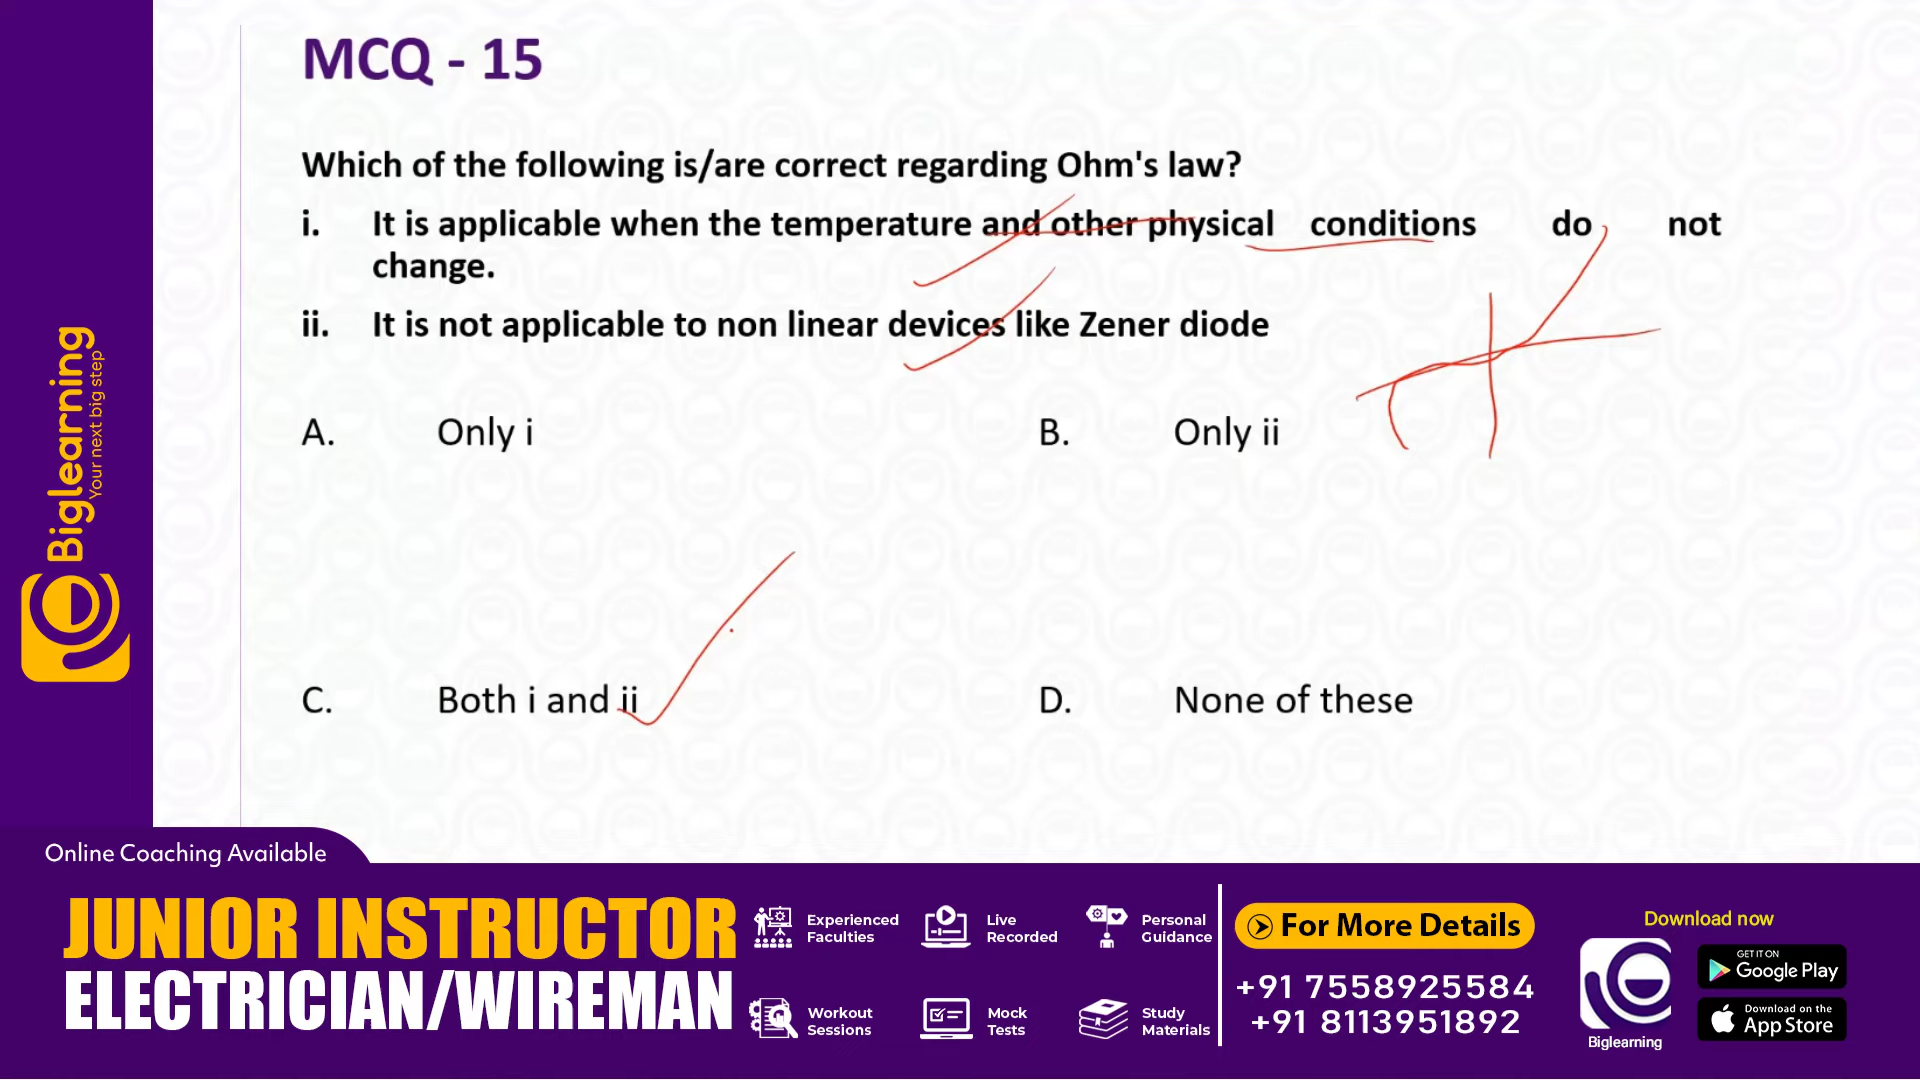 MCQ - 15
Which of the following is/are correct regarding Ohm's law?
i. It is applicable when the temperature and other physical conditions do not
change.
ii. It is not applicable to non linear devices like Zener diode
A. Only i
B. Only ii
C. Both i and ii
D. None of these
Biglearning
Your next big step
Online Coaching Available
JUNIOR INSTRUCTOR
ELECTRICIAN/WIREMAN
Experienced
Faculties
Live
Recorded
Personal
Guidance
Workout
Sessions
Mock
Tests
Study
Materials
For More Details
+91 7558925584
+91 8113951892
Biglearning
Download now
GET IT ON
Google Play
Download on the
App Store